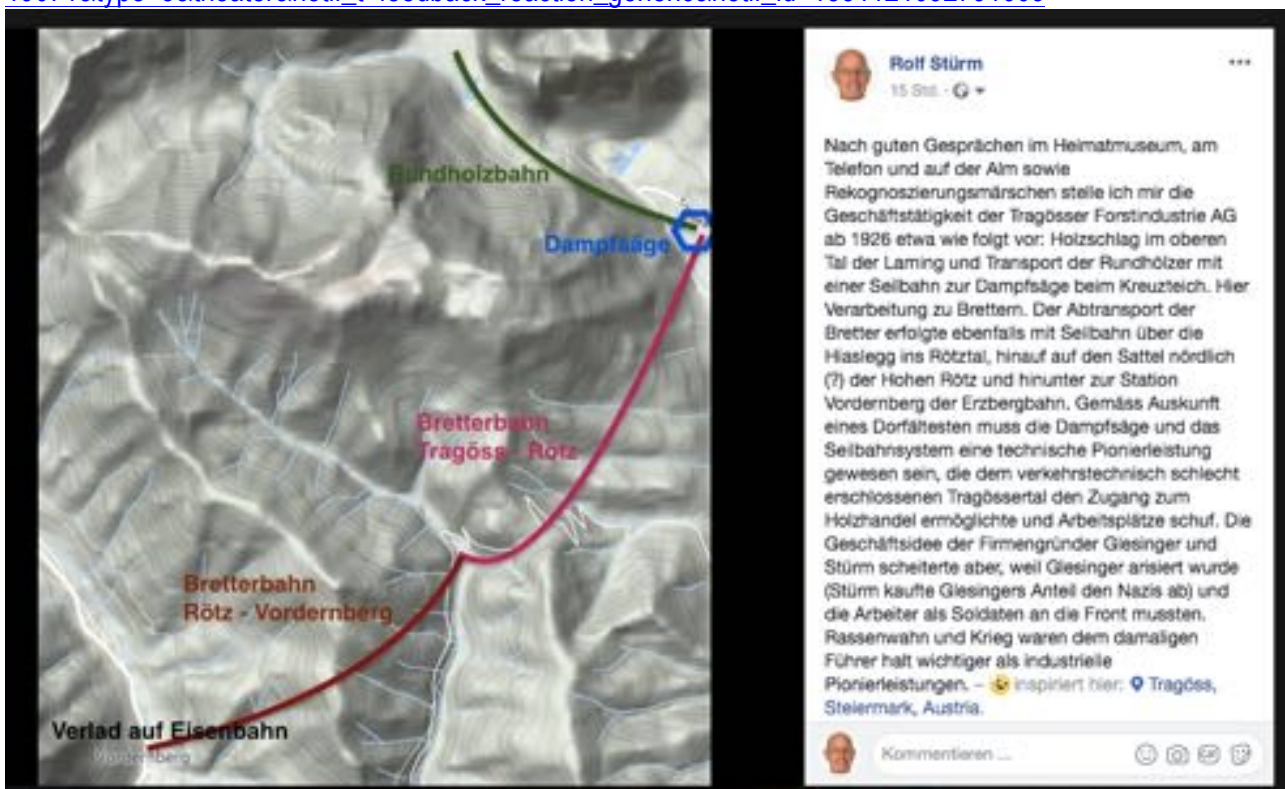 Rundholzbahn
Dampfsäge
Bretterbahn
Tragöss - Rötz
Bretterbahn
Rötz - Vordernberg
Verlad auf Eisenbahn
Vordernberg
Rolf Stürm
15 Std. ·
Nach guten Gesprächen im Heimatmuseum, am
Telefon und auf der Alm sowie
Rekognoszierungsmärschen stelle ich mir die
Geschäftstätigkeit der Tragösser Forstindustrie AG
ab 1926 etwa wie folgt vor: Holzschlag im oberen
Tal der Laming und Transport der Rundhölzer mit
einer Seilbahn zur Dampfsäge beim Kreuzteich. Hier
Verarbeitung zu Brettern. Der Abtransport der
Bretter erfolgte ebenfalls mit Seilbahn über die
Hiaslegg ins Rötztal, hinauf auf den Sattel nördlich
(?) der Hohen Rötz und hinunter zur Station
Vordernberg der Erzbergbahn. Gemäss Auskunft
eines Dorfältesten muss die Dampfsäge und das
Seilbahnsystem eine technische Pionierleistung
gewesen sein, die dem verkehrstechnisch schlecht
erschlossenen Tragössertal den Zugang zum
Holzhandel ermöglichte und Arbeitsplätze schuf. Die
Geschäftsidee der Firmengründer Glesinger und
Stürm scheiterte aber, weil Glesinger arisiert wurde
(Stürm kaufte Glesingers Anteil den Nazis ab) und
die Arbeiter als Soldaten an die Front mussten.
Rassenwahn und Krieg waren dem damaligen
Führer halt wichtiger als industrielle
Pionierleistungen. – inspiriert hier: Tragöss,
Steiermark, Austria.
Kommentieren ...
GIF